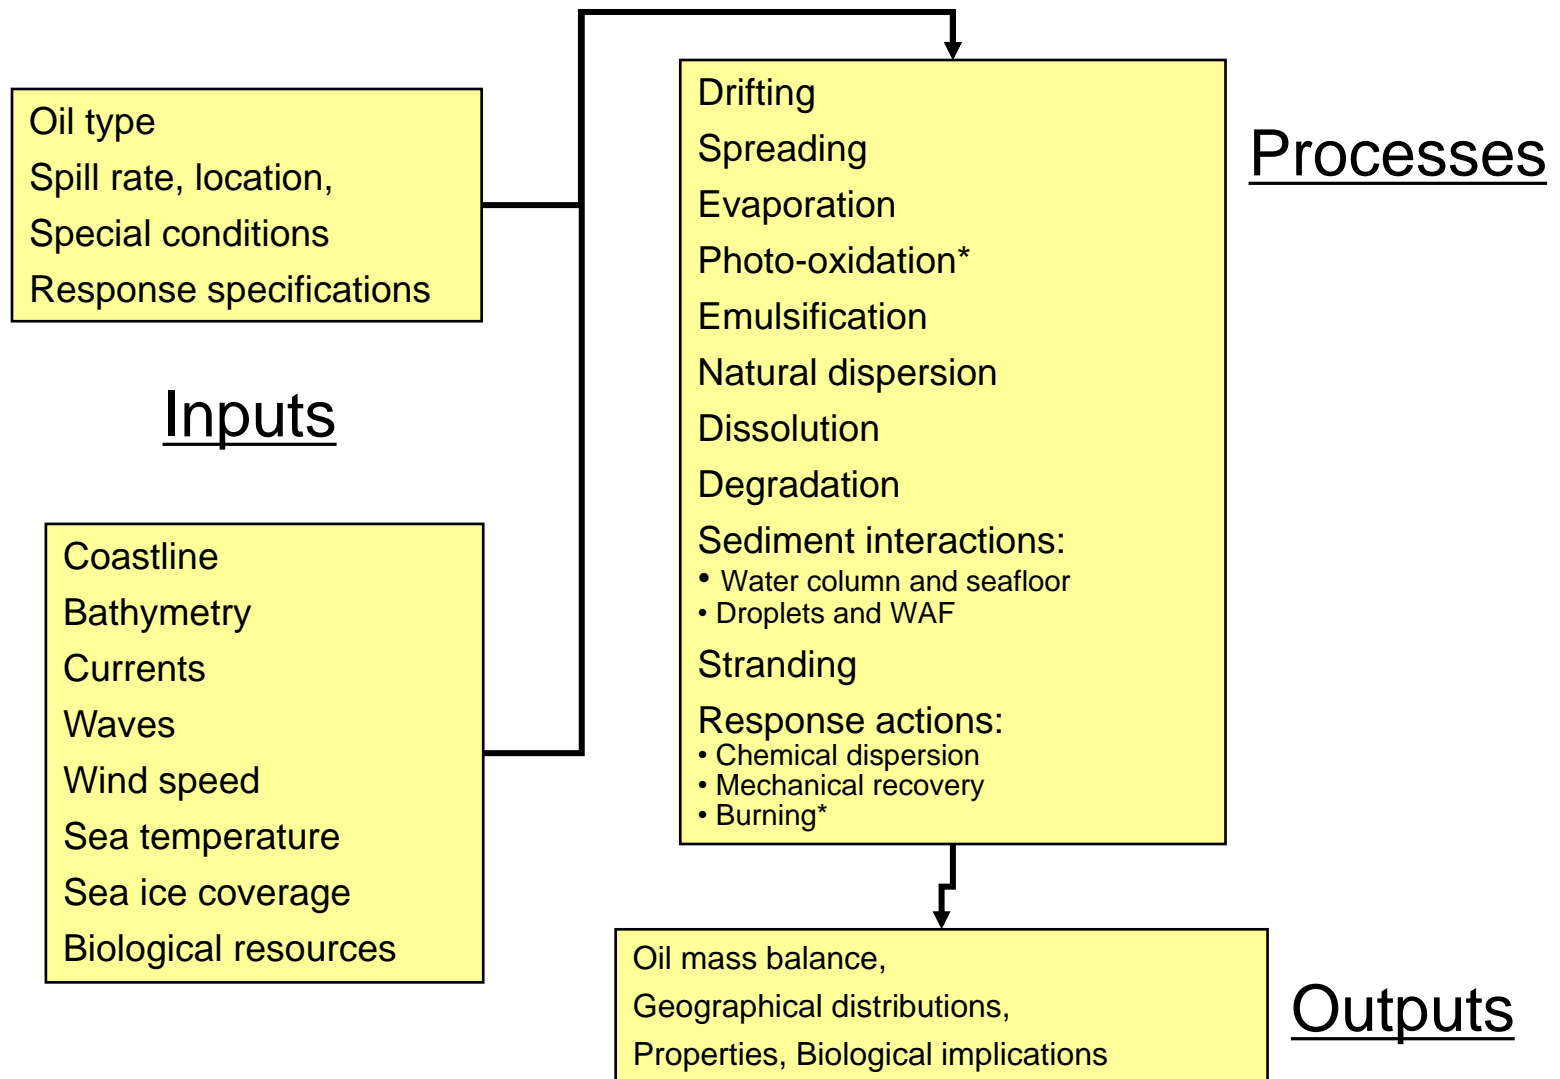 Oil type
Spill rate, location,
Special conditions
Response specifications
Inputs
Coastline
Bathymetry
Currents
Waves
Wind speed
Sea temperature
Sea ice coverage
Biological resources
Drifting
Spreading
Evaporation
Photo-oxidation*
Emulsification
Natural dispersion
Dissolution
Degradation
Sediment interactions:
• Water column and seafloor
• Droplets and WAF
Stranding
Response actions:
• Chemical dispersion
• Mechanical recovery
• Burning*
Processes
Oil mass balance,
Geographical distributions,
Properties, Biological implications
Outputs